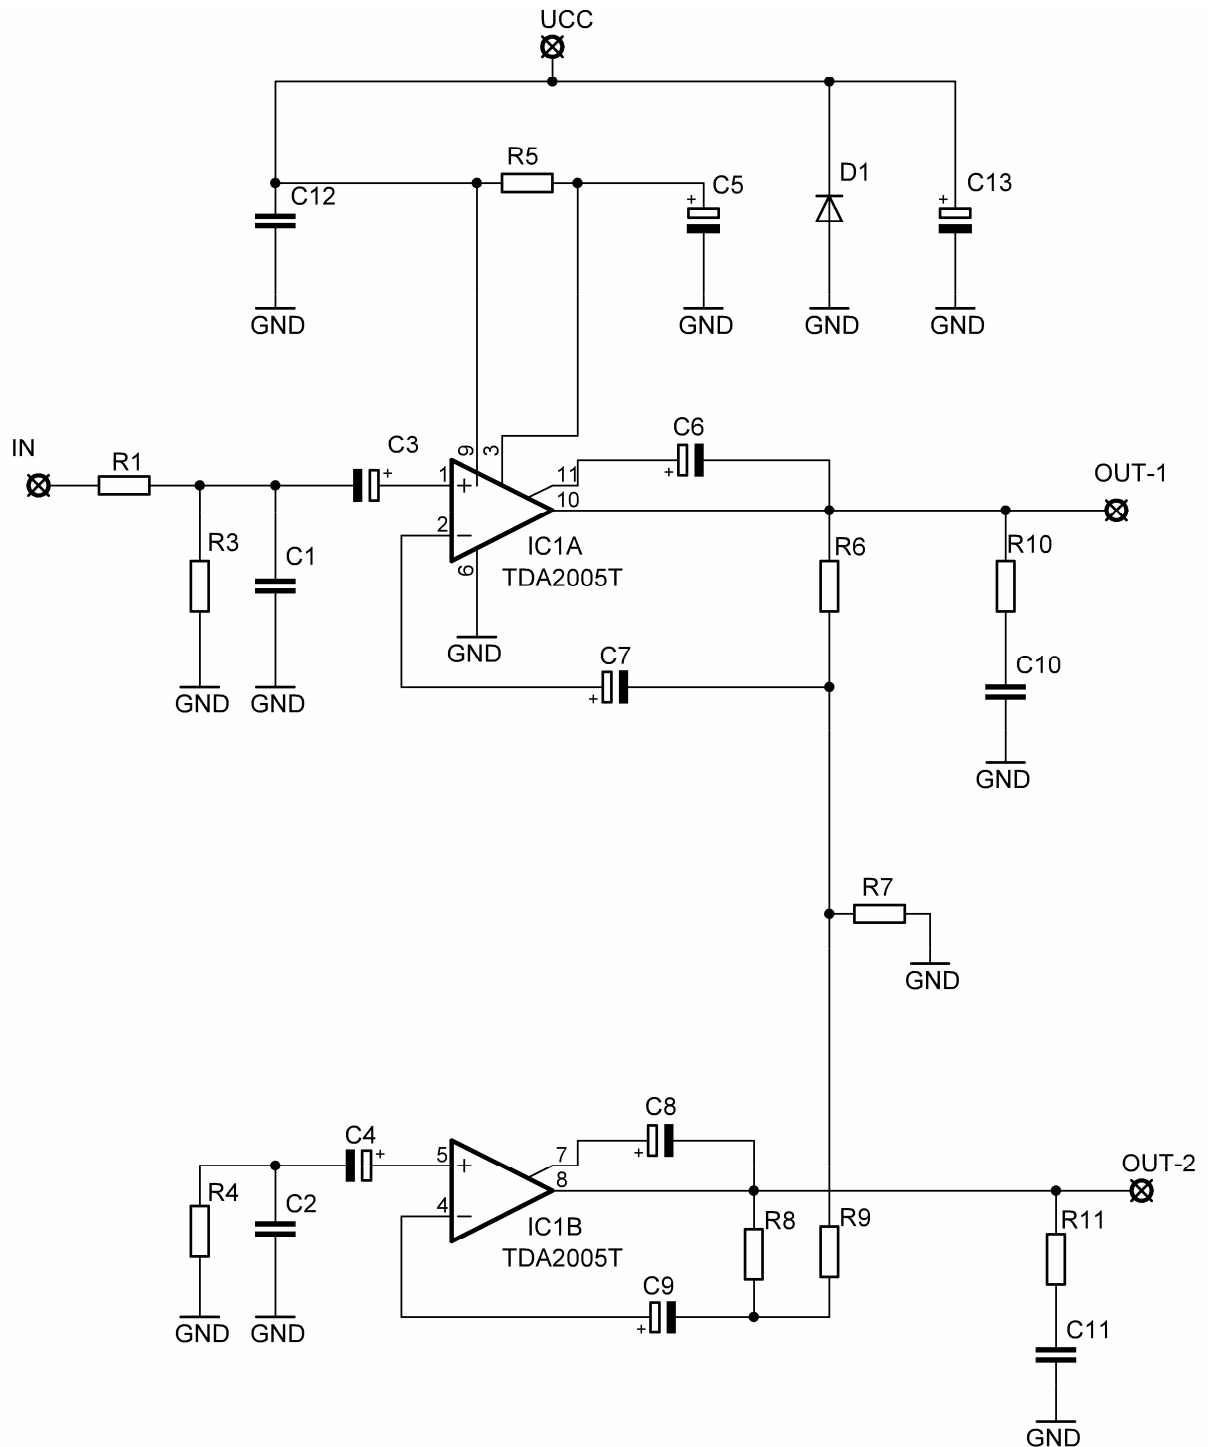 UCC
R5
C12
C5
D1
C13
+
+
GND
GND
GND
GND
IN
R1
C3
+
9
3
1
+
2
−
6
11
10
C6
+
OUT-1
R3
C1
IC1A
TDA2005T
R6
R10
GND
GND
GND
C7
+
C10
GND
R7
GND
C4
+
5
+
4
−
7
8
C8
+
OUT-2
R4
C2
IC1B
TDA2005T
R8
R9
R11
C9
+
GND
GND
C11
GND